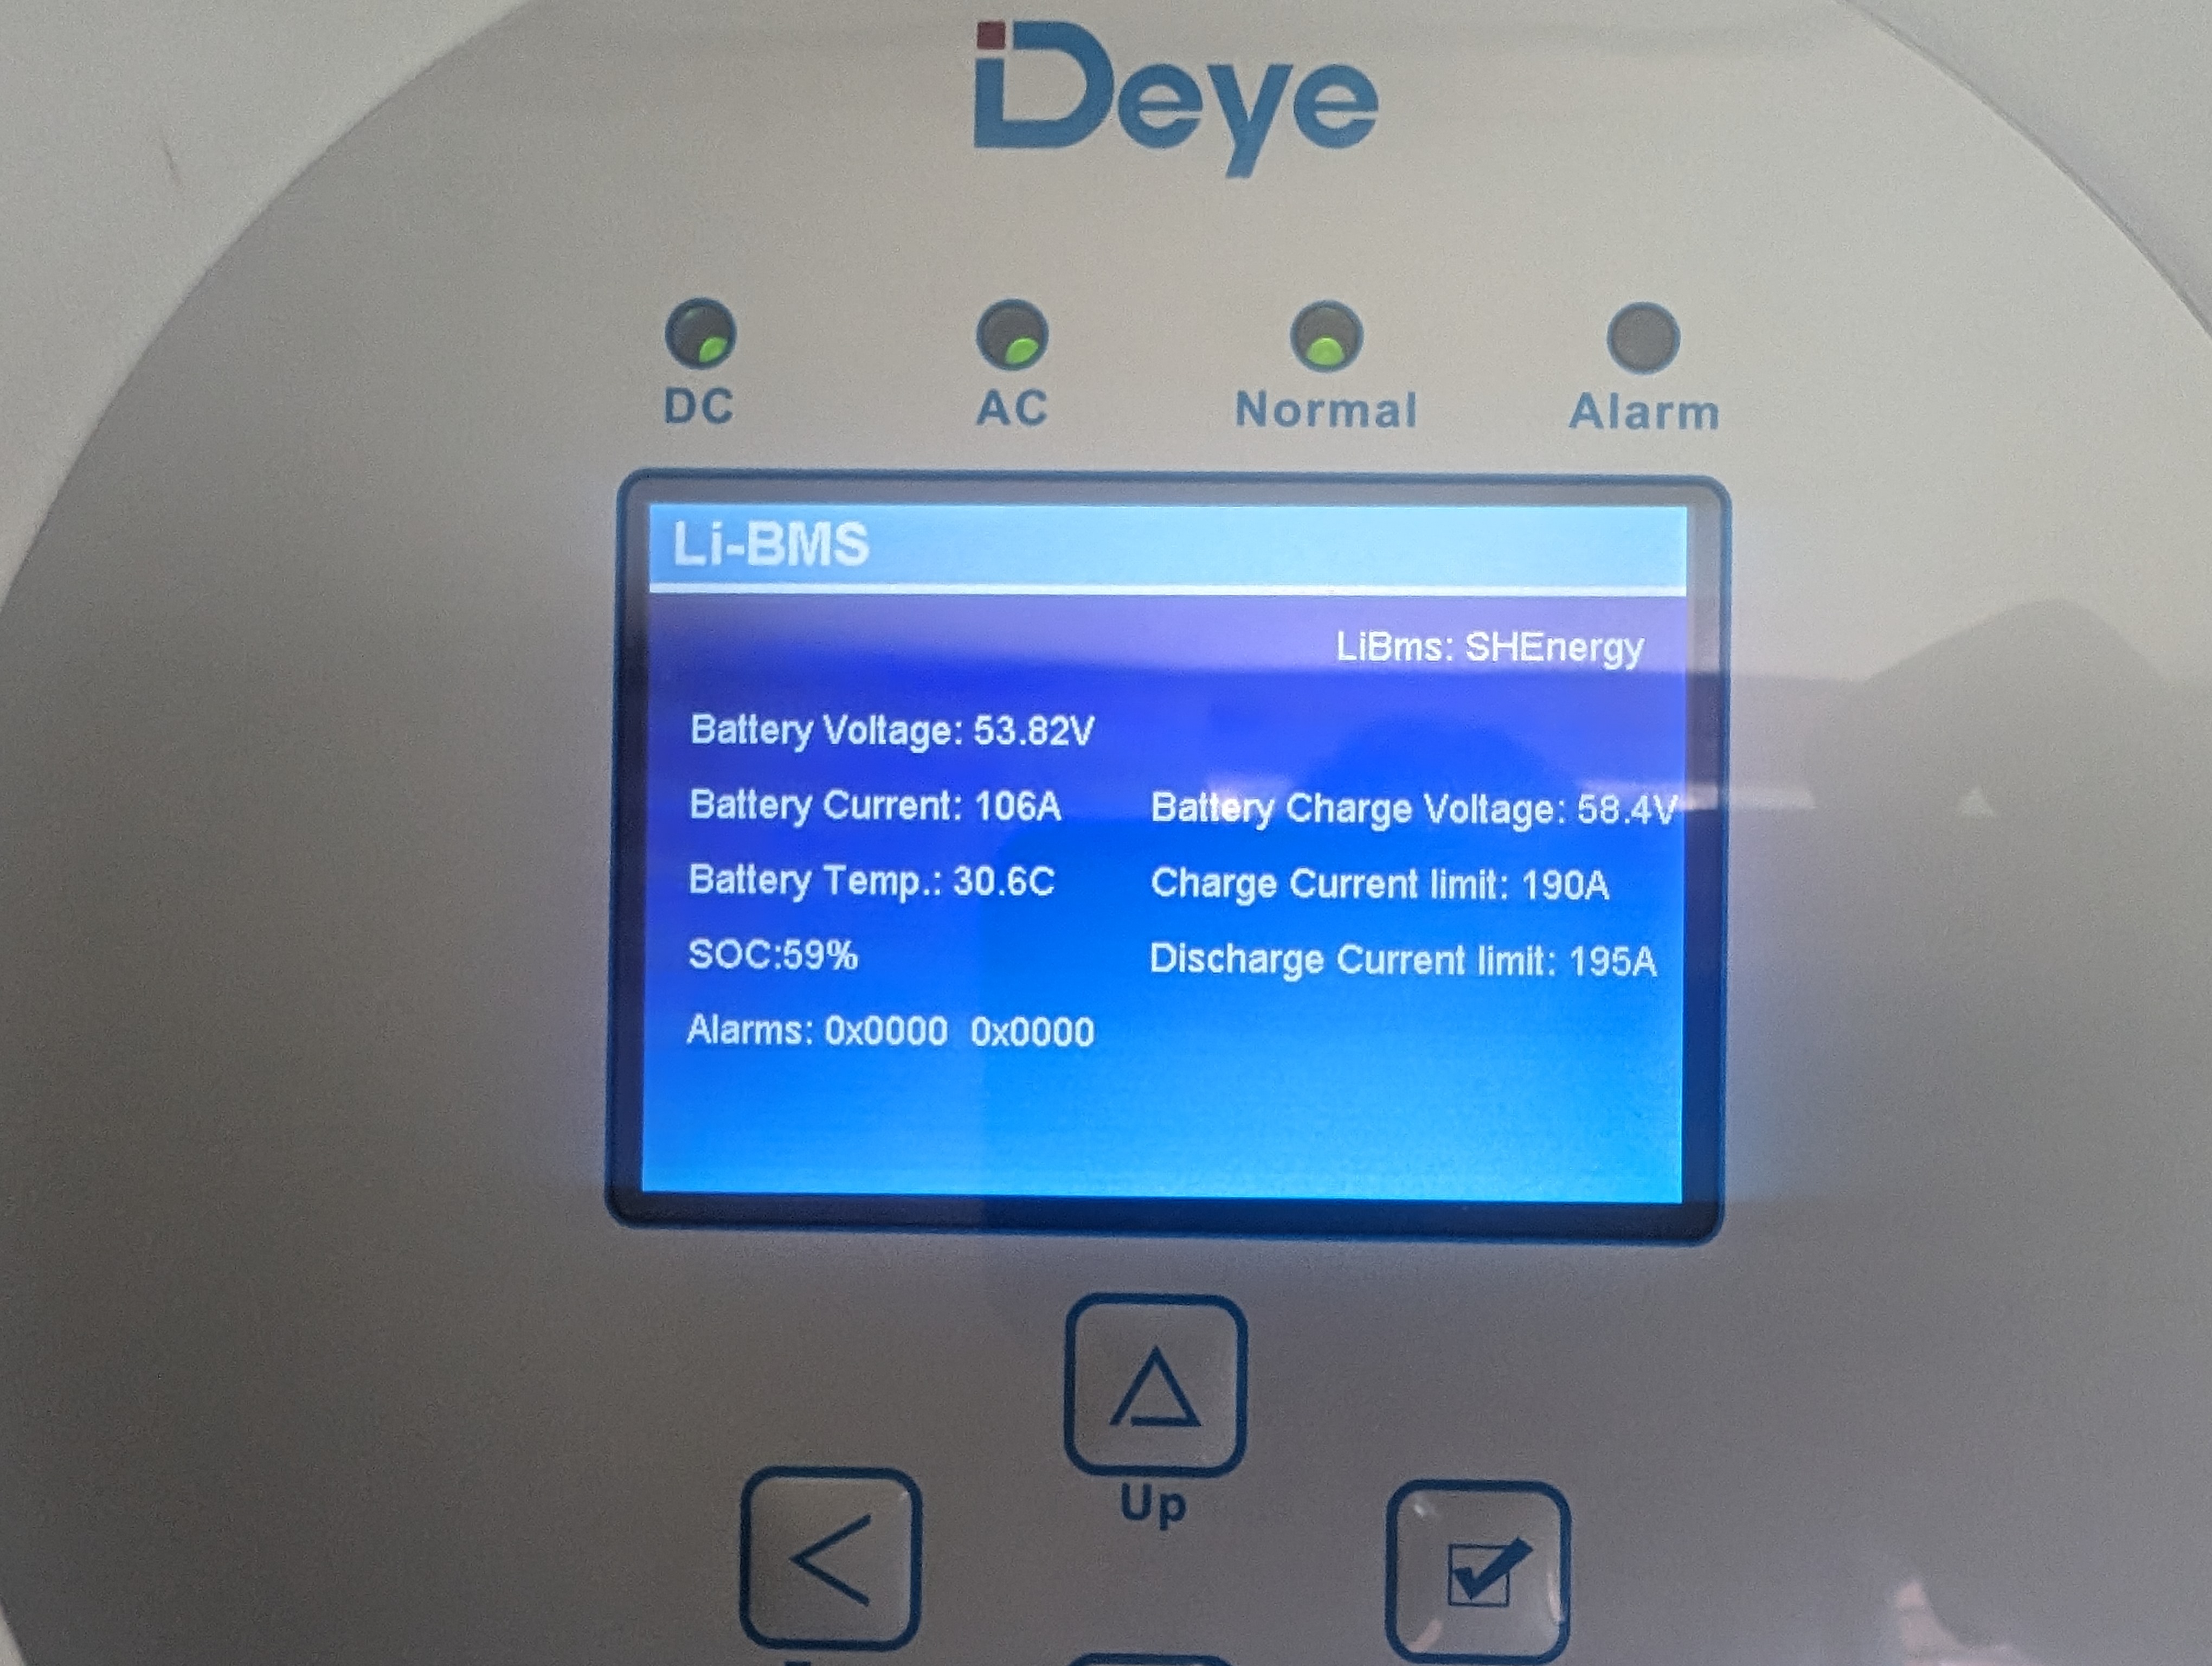 Deye
DC AC Normal Alarm
Li-BMS
LiBms: SHEnergy
Battery Voltage: 53.82V
Battery Current: 106A Battery Charge Voltage: 58.4V
Battery Temp.: 30.6C Charge Current limit: 190A
SOC:59% Discharge Current limit: 195A
Alarms: 0x0000 0x0000
Up